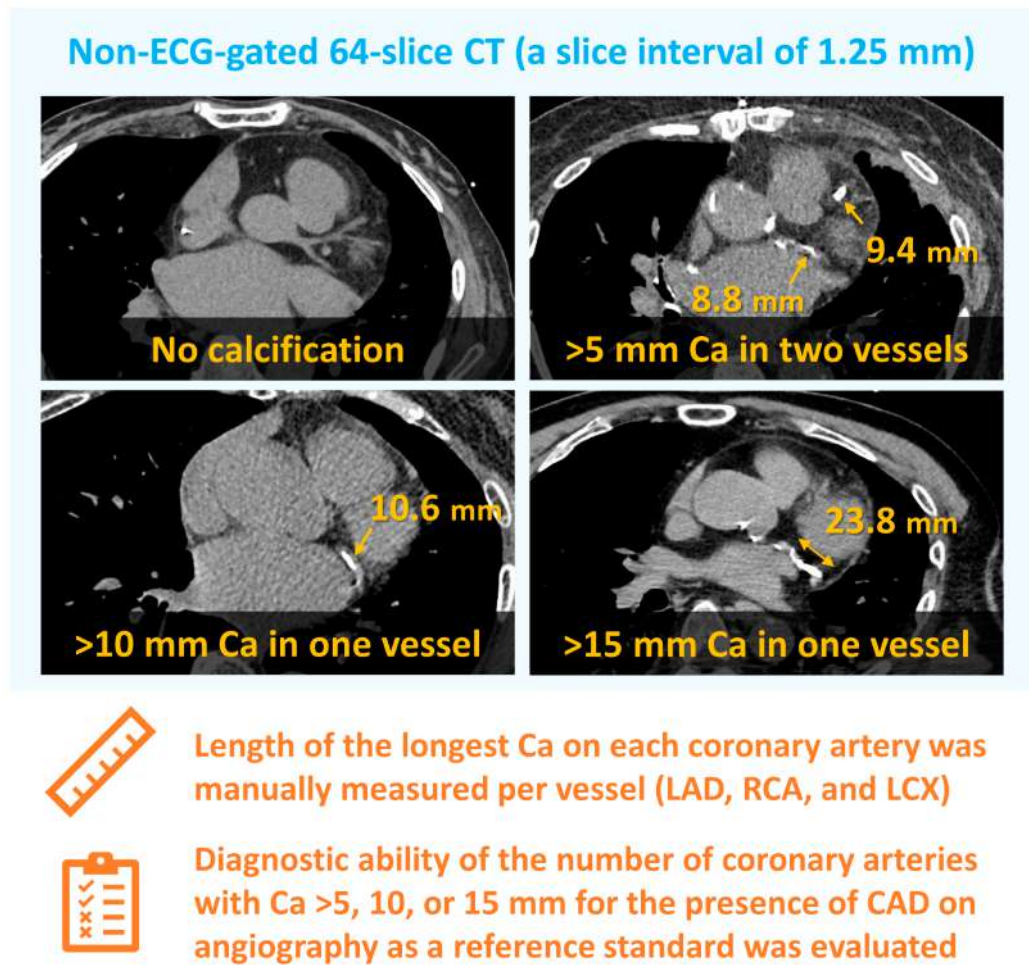 Non-ECG-gated 64-slice CT (a slice interval of 1.25 mm)
No calcification
9.4 mm
8.8 mm
>5 mm Ca in two vessels
10.6 mm
>10 mm Ca in one vessel
23.8 mm
>15 mm Ca in one vessel
Length of the longest Ca on each coronary artery was
manually measured per vessel (LAD, RCA, and LCX)
Diagnostic ability of the number of coronary arteries
with Ca >5, 10, or 15 mm for the presence of CAD on
angiography as a reference standard was evaluated